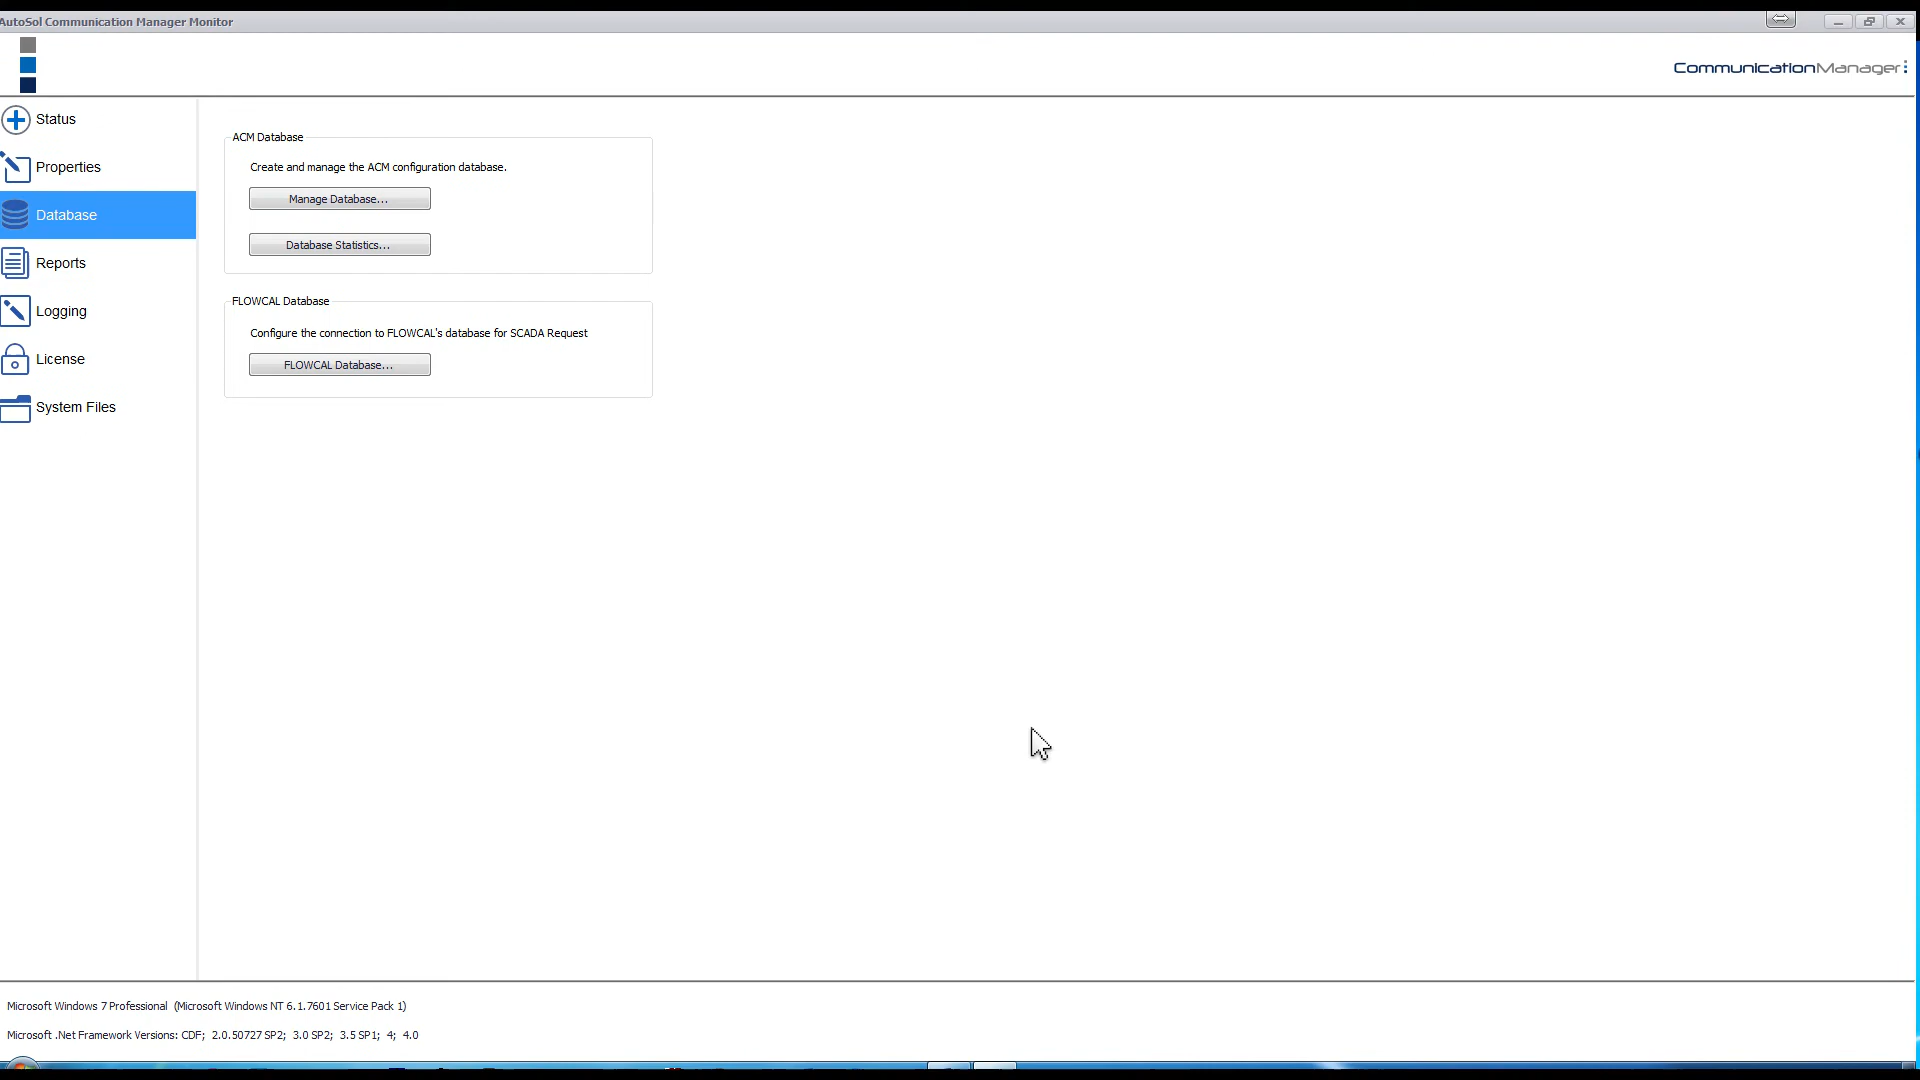 AutoSol Communication Manager Monitor
CommunicationManager
Status
Properties
Database
Reports
Logging
License
System Files
ACM Database
Create and manage the ACM configuration database.
Manage Database...
Database Statistics...
FLOWCAL Database
Configure the connection to FLOWCAL's database for SCADA Request
FLOWCAL Database...
Microsoft Windows 7 Professional (Microsoft Windows NT 6.1.7601 Service Pack 1)
Microsoft .Net Framework Versions: CDF; 2.0.50727 SP2; 3.0 SP2; 3.5 SP1; 4; 4.0